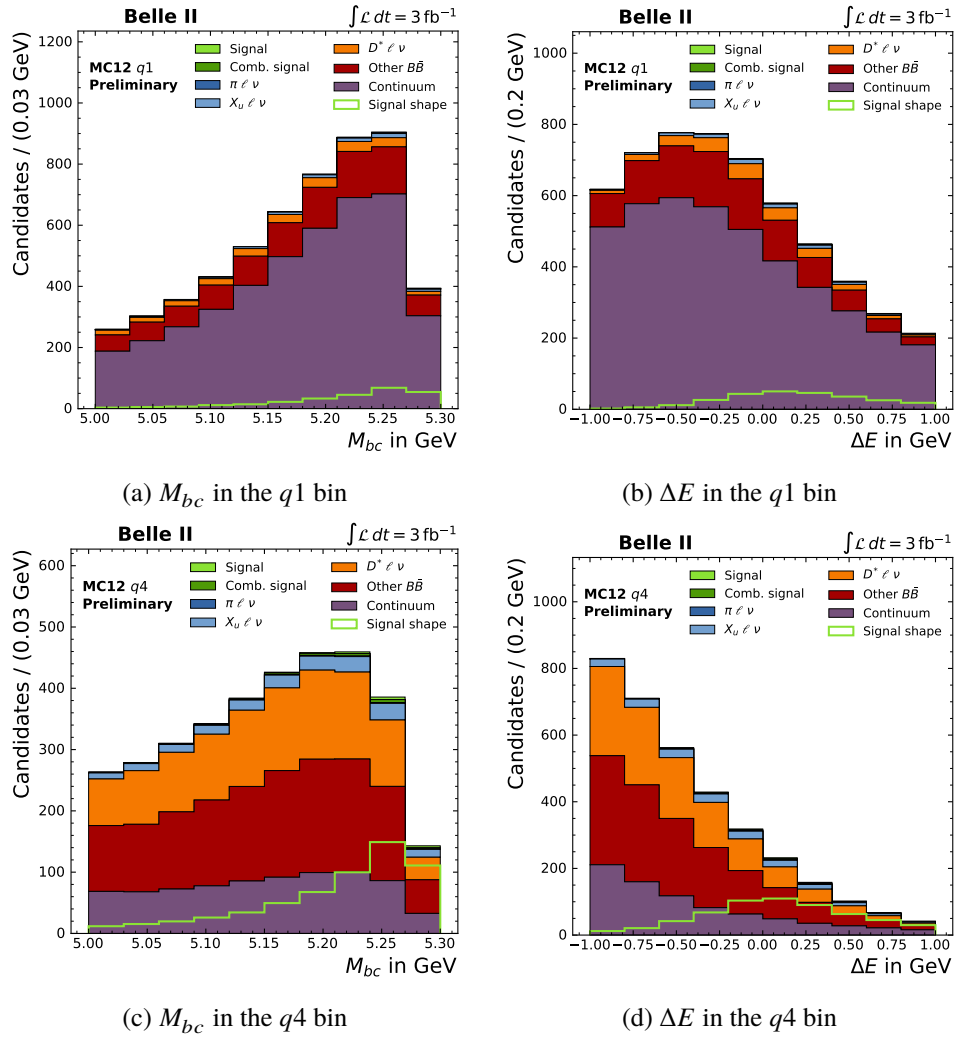 Belle II ∫ ℒ dt = 3 fb⁻¹
Candidates / (0.03 GeV)
1200
1000
800
600
400
200
0
MC12 q1
Preliminary
Signal
Comb. signal
π ℓ ν
X_u ℓ ν
D* ℓ ν
Other BB̄
Continuum
Signal shape
5.00 5.05 5.10 5.15 5.20 5.25 5.30
M_bc in GeV
(a) M_bc in the q1 bin
Belle II ∫ ℒ dt = 3 fb⁻¹
Candidates / (0.2 GeV)
1000
800
600
400
200
0
MC12 q1
Preliminary
Signal
Comb. signal
π ℓ ν
X_u ℓ ν
D* ℓ ν
Other BB̄
Continuum
Signal shape
−1.00 −0.75 −0.50 −0.25 0.00 0.25 0.50 0.75 1.00
ΔE in GeV
(b) ΔE in the q1 bin
Belle II ∫ ℒ dt = 3 fb⁻¹
Candidates / (0.03 GeV)
600
500
400
300
200
100
0
MC12 q4
Preliminary
Signal
Comb. signal
π ℓ ν
X_u ℓ ν
D* ℓ ν
Other BB̄
Continuum
Signal shape
5.00 5.05 5.10 5.15 5.20 5.25 5.30
M_bc in GeV
(c) M_bc in the q4 bin
Belle II ∫ ℒ dt = 3 fb⁻¹
Candidates / (0.2 GeV)
1000
800
600
400
200
0
MC12 q4
Preliminary
Signal
Comb. signal
π ℓ ν
X_u ℓ ν
D* ℓ ν
Other BB̄
Continuum
Signal shape
−1.00 −0.75 −0.50 −0.25 0.00 0.25 0.50 0.75 1.00
ΔE in GeV
(d) ΔE in the q4 bin